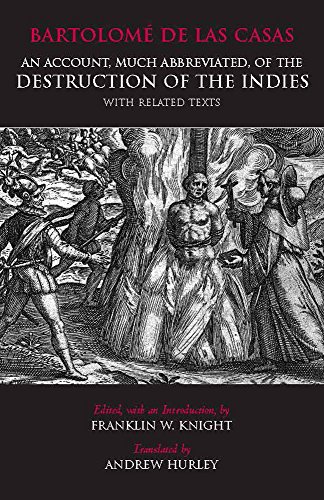 BARTOLOMÉ DE LAS CASAS
AN ACCOUNT, MUCH ABBREVIATED, OF THE
DESTRUCTION OF THE INDIES
WITH RELATED TEXTS
Edited, with an Introduction, by
FRANKLIN W. KNIGHT
Translated by
ANDREW HURLEY